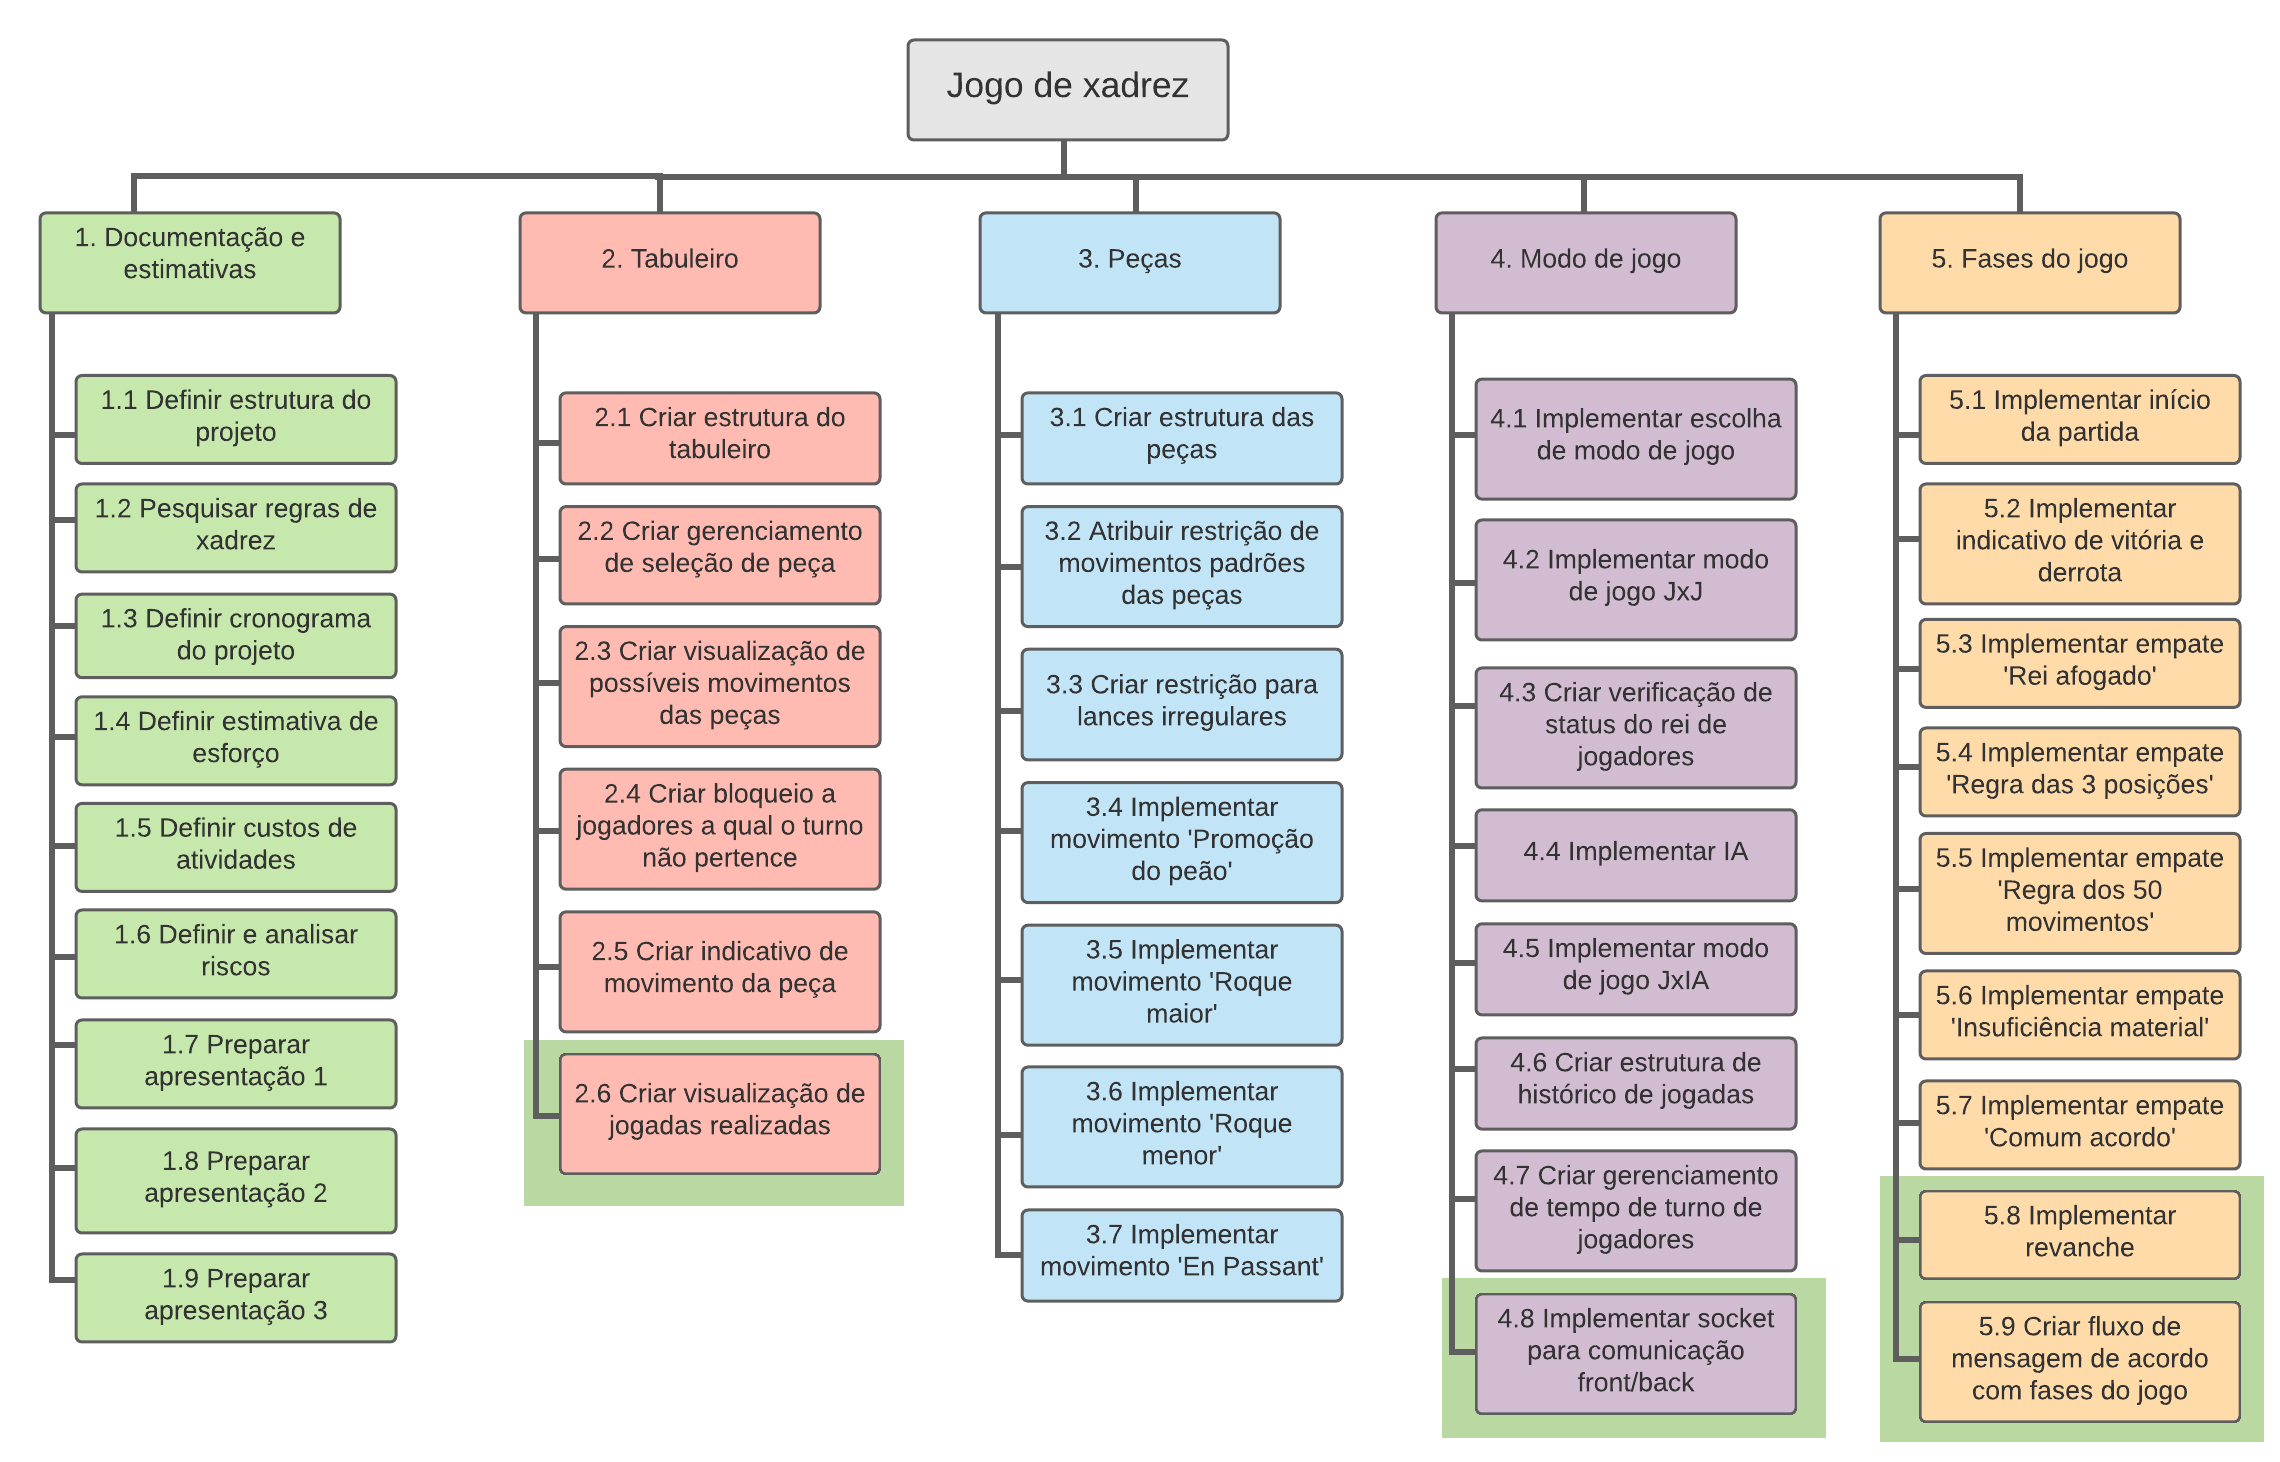 Jogo de xadrez
1. Documentação e
estimativas
1.1 Definir estrutura do
projeto
1.2 Pesquisar regras de
xadrez
1.3 Definir cronograma
do projeto
1.4 Definir estimativa de
esforço
1.5 Definir custos de
atividades
1.6 Definir e analisar
riscos
1.7 Preparar
apresentação 1
1.8 Preparar
apresentação 2
1.9 Preparar
apresentação 3
2. Tabuleiro
2.1 Criar estrutura do
tabuleiro
2.2 Criar gerenciamento
de seleção de peça
2.3 Criar visualização de
possíveis movimentos
das peças
2.4 Criar bloqueio a
jogadores a qual o turno
não pertence
2.5 Criar indicativo de
movimento da peça
2.6 Criar visualização de
jogadas realizadas
3. Peças
3.1 Criar estrutura das
peças
3.2 Atribuir restrição de
movimentos padrões
das peças
3.3 Criar restrição para
lances irregulares
3.4 Implementar
movimento 'Promoção
do peão'
3.5 Implementar
movimento 'Roque
maior'
3.6 Implementar
movimento 'Roque
menor'
3.7 Implementar
movimento 'En Passant'
4. Modo de jogo
4.1 Implementar escolha
de modo de jogo
4.2 Implementar modo
de jogo JxJ
4.3 Criar verificação de
status do rei de
jogadores
4.4 Implementar IA
4.5 Implementar modo
de jogo JxIA
4.6 Criar estrutura de
histórico de jogadas
4.7 Criar gerenciamento
de tempo de turno de
jogadores
4.8 Implementar socket
para comunicação
front/back
5. Fases do jogo
5.1 Implementar início
da partida
5.2 Implementar
indicativo de vitória e
derrota
5.3 Implementar empate
'Rei afogado'
5.4 Implementar empate
'Regra das 3 posições'
5.5 Implementar empate
'Regra dos 50
movimentos'
5.6 Implementar empate
'Insuficiência material'
5.7 Implementar empate
'Comum acordo'
5.8 Implementar
revanche
5.9 Criar fluxo de
mensagem de acordo
com fases do jogo